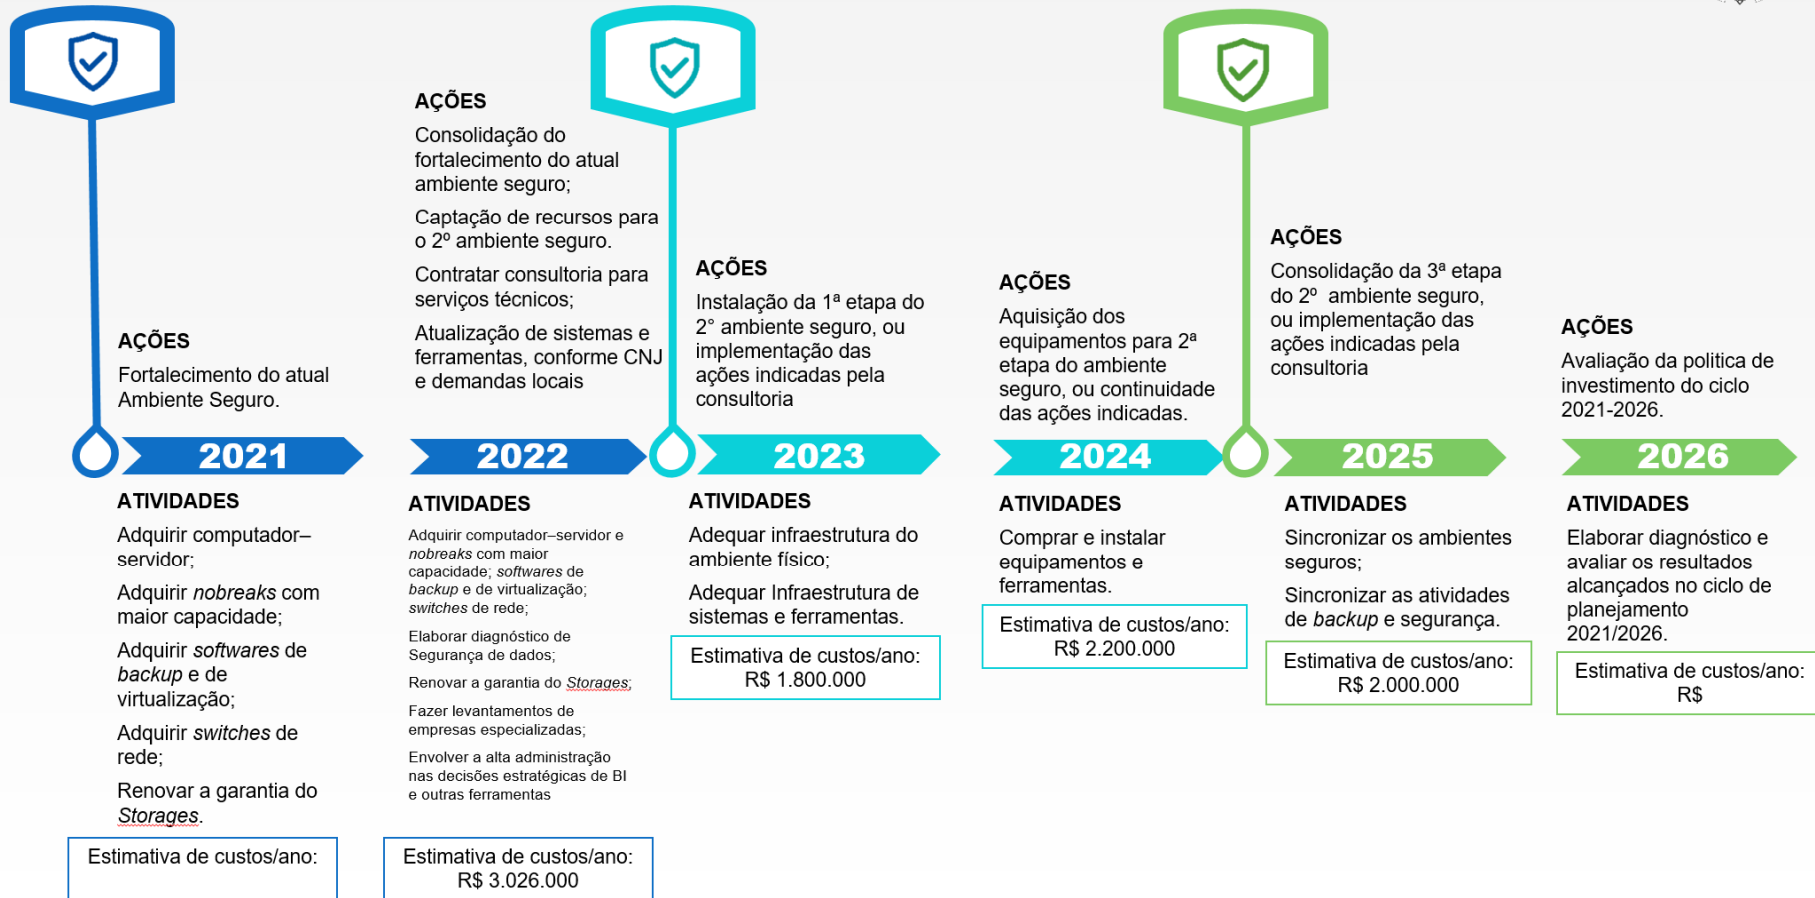 AÇÕES
Fortalecimento do atual
Ambiente Seguro.
2021
ATIVIDADES
Adquirir computador–
servidor;
Adquirir nobreaks com
maior capacidade;
Adquirir softwares de
backup e de
virtualização;
Adquirir switches de
rede;
Renovar a garantia do
Storages.
Estimativa de custos/ano:
AÇÕES
Consolidação do
fortalecimento do atual
ambiente seguro;
Captação de recursos para
o 2º ambiente seguro.
Contratar consultoria para
serviços técnicos;
Atualização de sistemas e
ferramentas, conforme CNJ
e demandas locais
2022
ATIVIDADES
Adquirir computador–servidor e
nobreaks com maior
capacidade; softwares de
backup e de virtualização;
switches de rede;
Elaborar diagnóstico de
Segurança de dados;
Renovar a garantia do Storages;
Fazer levantamentos de
empresas especializadas;
Envolver a alta administração
nas decisões estratégicas de BI
e outras ferramentas
Estimativa de custos/ano:
R$ 3.026.000
AÇÕES
Instalação da 1ª etapa do
2° ambiente seguro, ou
implementação das
ações indicadas pela
consultoria
2023
ATIVIDADES
Adequar infraestrutura do
ambiente físico;
Adequar Infraestrutura de
sistemas e ferramentas.
Estimativa de custos/ano:
R$ 1.800.000
AÇÕES
Aquisição dos
equipamentos para 2ª
etapa do ambiente
seguro, ou continuidade
das ações indicadas.
2024
ATIVIDADES
Comprar e instalar
equipamentos e
ferramentas.
Estimativa de custos/ano:
R$ 2.200.000
AÇÕES
Consolidação da 3ª etapa
do 2º ambiente seguro,
ou implementação das
ações indicadas pela
consultoria
2025
ATIVIDADES
Sincronizar os ambientes
seguros;
Sincronizar as atividades
de backup e segurança.
Estimativa de custos/ano:
R$ 2.000.000
AÇÕES
Avaliação da politica de
investimento do ciclo
2021-2026.
2026
ATIVIDADES
Elaborar diagnóstico e
avaliar os resultados
alcançados no ciclo de
planejamento
2021/2026.
Estimativa de custos/ano:
R$